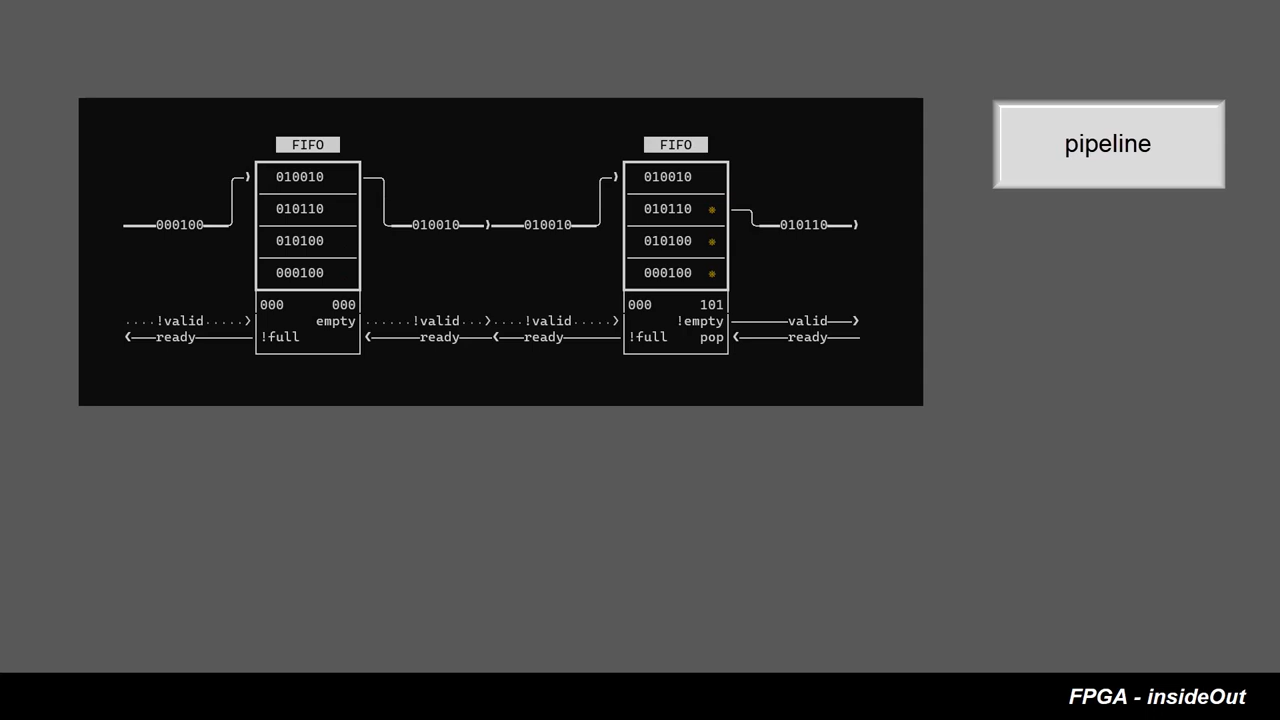 FIFO FIFO
pipeline
010010 010010
010110 010110
000100 010010 010010 010110
010100 010100
000100 000100
000 000 000 101
....!valid.....> empty ......!valid...>....!valid.....> !empty valid
ready !full ready ready !full pop ready
FPGA - insideOut